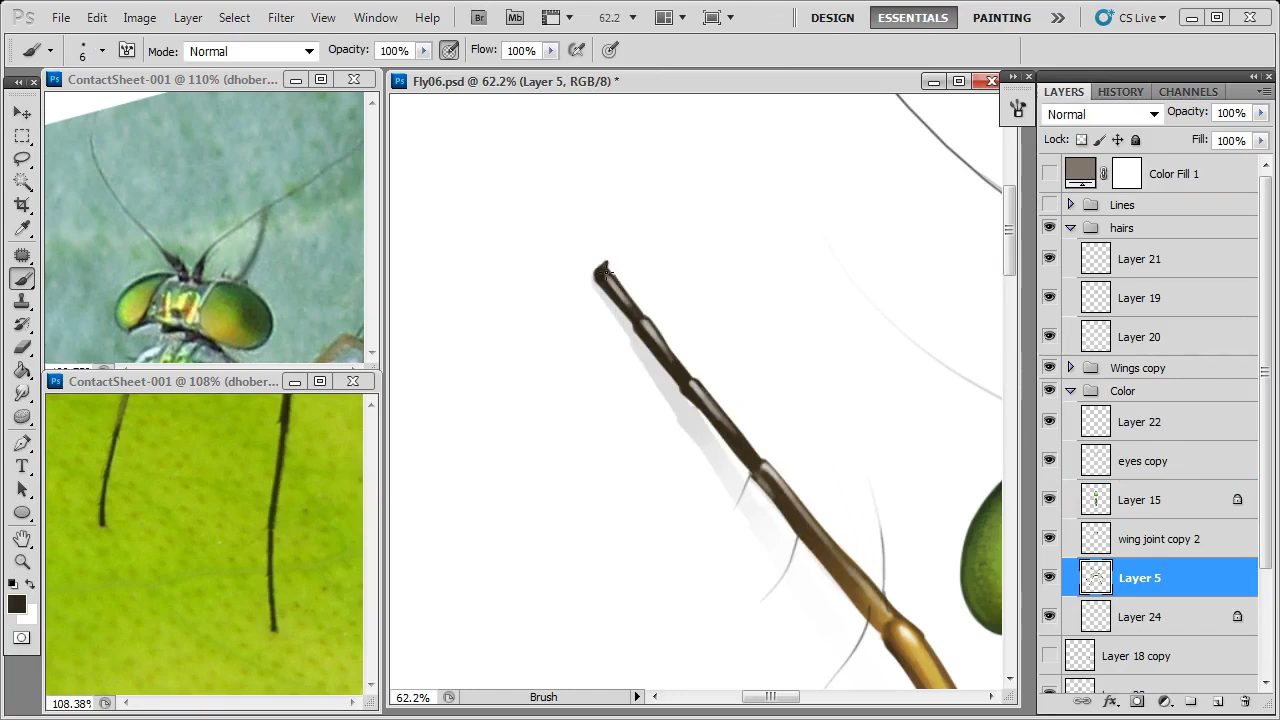 Ps File Edit Image Layer Select Filter View Window Help Br Mb 62.2 DESIGN ESSENTIALS PAINTING CS Live
6 Mode: Normal Opacity: 100% Flow: 100%
Ps ContactSheet-001 @ 110% (dhober...
Ps Fly06.psd @ 62.2% (Layer 5, RGB/8) *
LAYERS HISTORY CHANNELS
Normal Opacity: 100%
Lock: Fill: 100%
Color Fill 1
Lines
hairs
Layer 21
Layer 19
Layer 20
Wings copy
Ps ContactSheet-001 @ 108% (dhober...
Color
Layer 22
eyes copy
Layer 15
wing joint copy 2
Layer 5
Layer 24
Layer 18 copy
108.38%
62.2% Brush